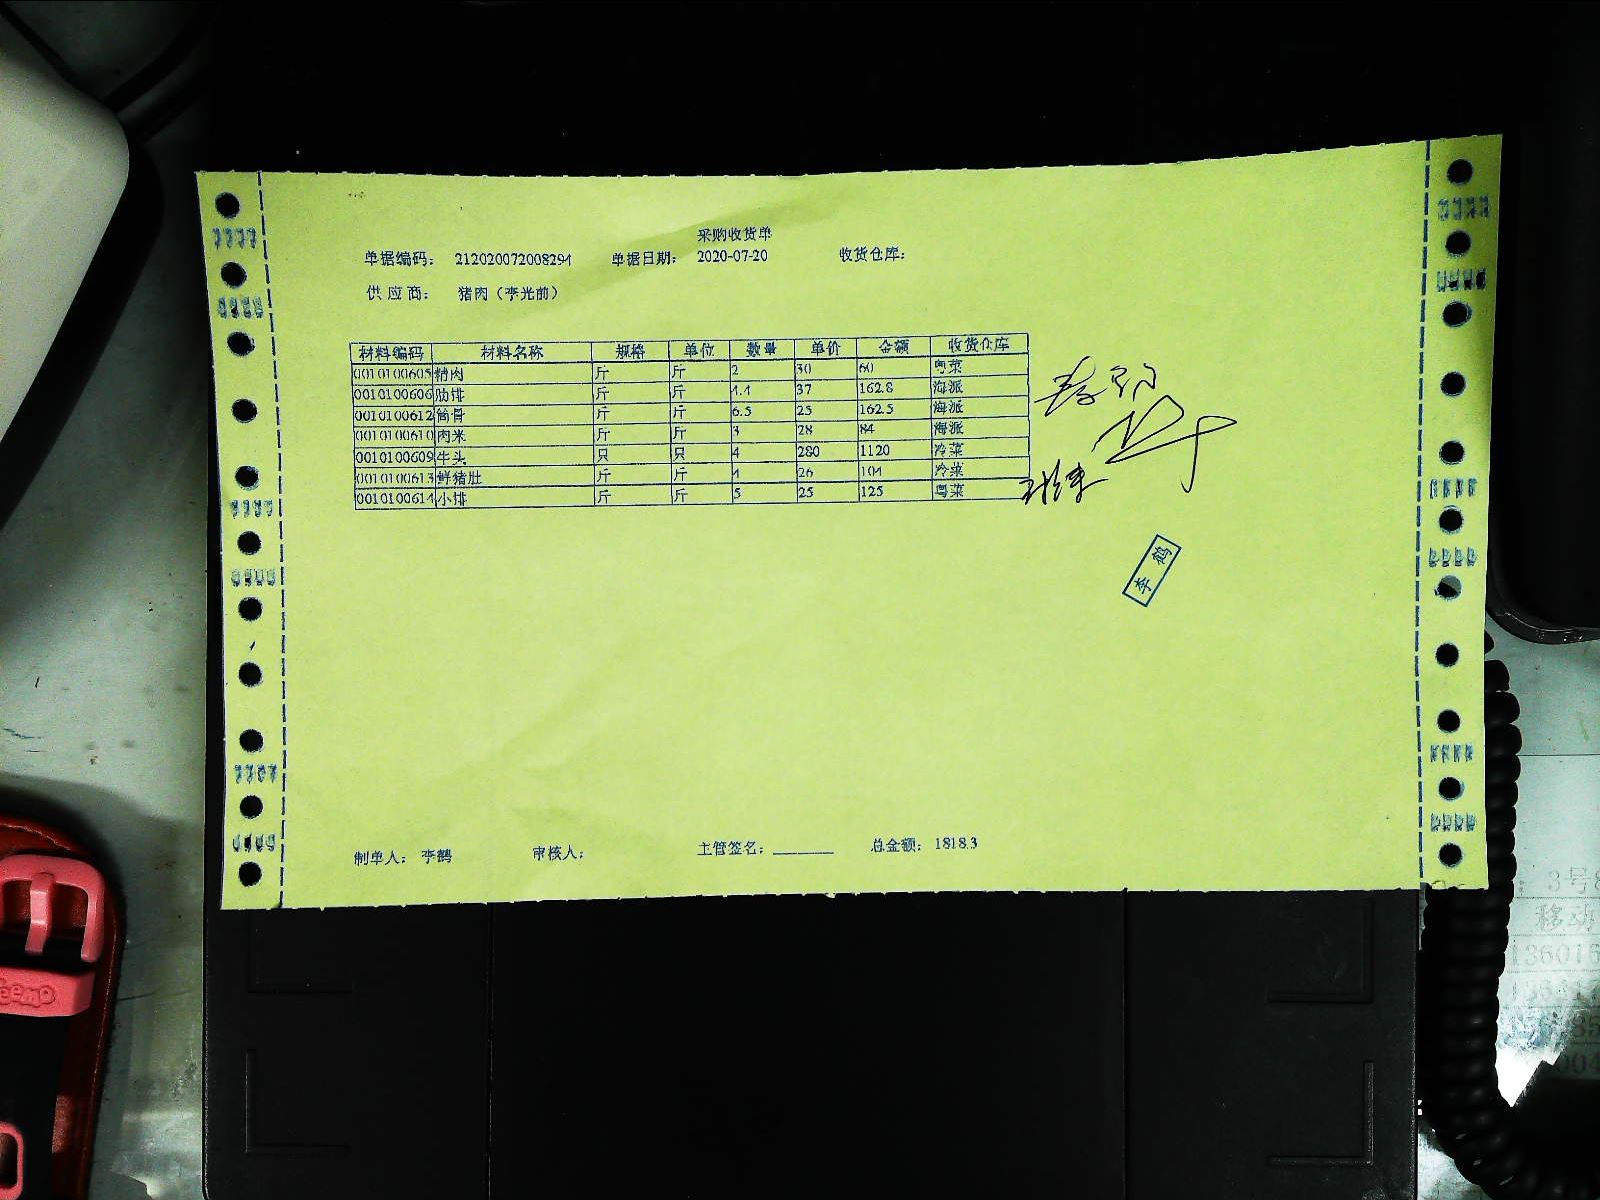 采购收货单
单据编码： 212020072008294 单据日期： 2020-07-20 收货仓库：
供 应 商： 猪肉（李光前）
材料编码 材料名称 规格 单位 数量 单价 金额 收货仓库
0010100605 精肉 斤 斤 2 30 60 粤菜
0010100606 肋排 斤 斤 4.4 37 162.8 海派
0010100612 筒骨 斤 斤 6.5 25 162.5 海派
0010100610 肉米 斤 斤 3 28 84 海派
0010100609 牛头 只 只 4 280 1120 冷菜
0010100613 鲜猪肚 斤 斤 4 26 104 冷菜
0010100614 小排 斤 斤 5 25 125 粤菜
李 鹤
制单人： 李鹤 审核人： 主管签名： 总金额： 1818.3
3号
移动